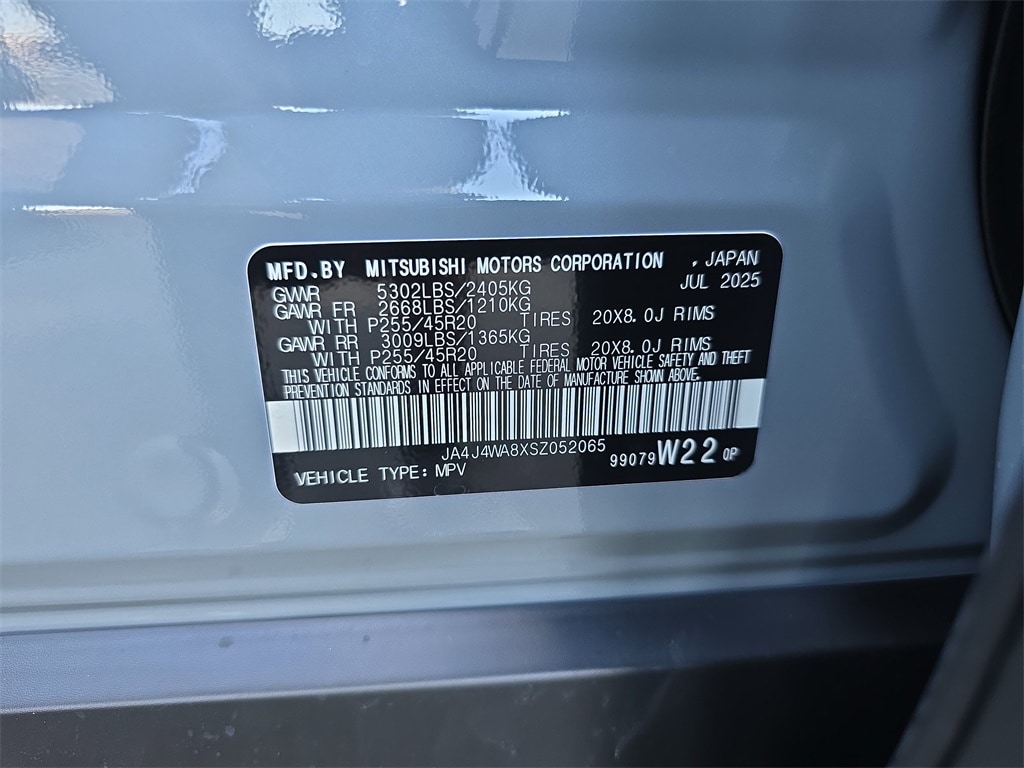 MFD.BY MITSUBISHI MOTORS CORPORATION , JAPAN
GVWR 5302LBS/2405KG JUL 2025
GAWR FR 2668LBS/1210KG
WITH P255/45R20 TIRES 20X8.0J RIMS
GAWR RR 3009LBS/1365KG
WITH P255/45R20 TIRES 20X8.0J RIMS
THIS VEHICLE CONFORMS TO ALL APPLICABLE FEDERAL MOTOR VEHICLE SAFETY AND THEFT
PREVENTION STANDARDS IN EFFECT ON THE DATE OF MANUFACTURE SHOWN ABOVE.
JA4J4WA8XSZ052065
VEHICLE TYPE: MPV 99079 W22 0P